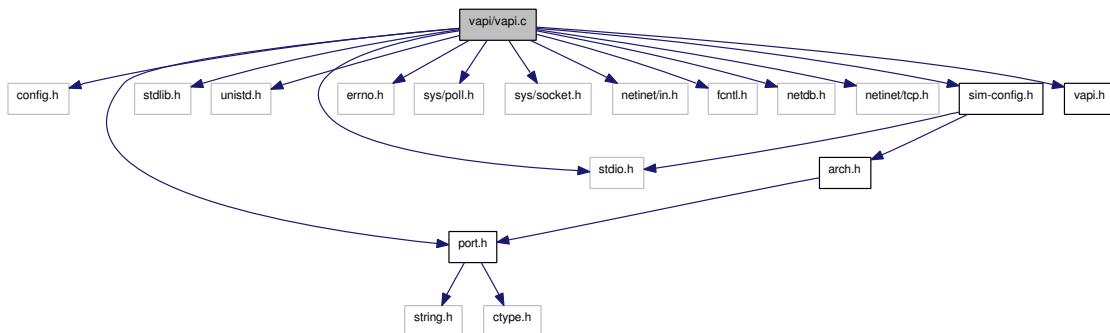 vapi/vapi.c
config.h
stdlib.h
unistd.h
errno.h
sys/poll.h
sys/socket.h
netinet/in.h
fcntl.h
netdb.h
netinet/tcp.h
sim-config.h
vapi.h
stdio.h
arch.h
port.h
string.h
ctype.h